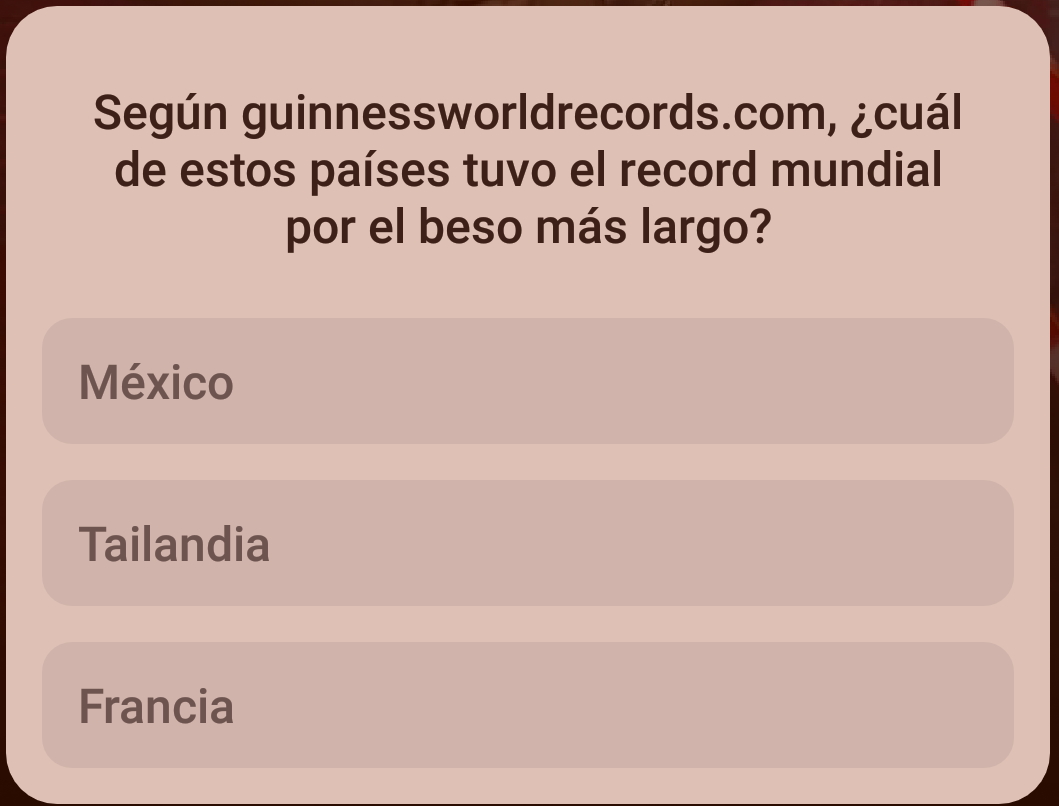 Según guinnessworldrecords.com, ¿cuál
de estos países tuvo el record mundial
por el beso más largo?
México
Tailandia
Francia